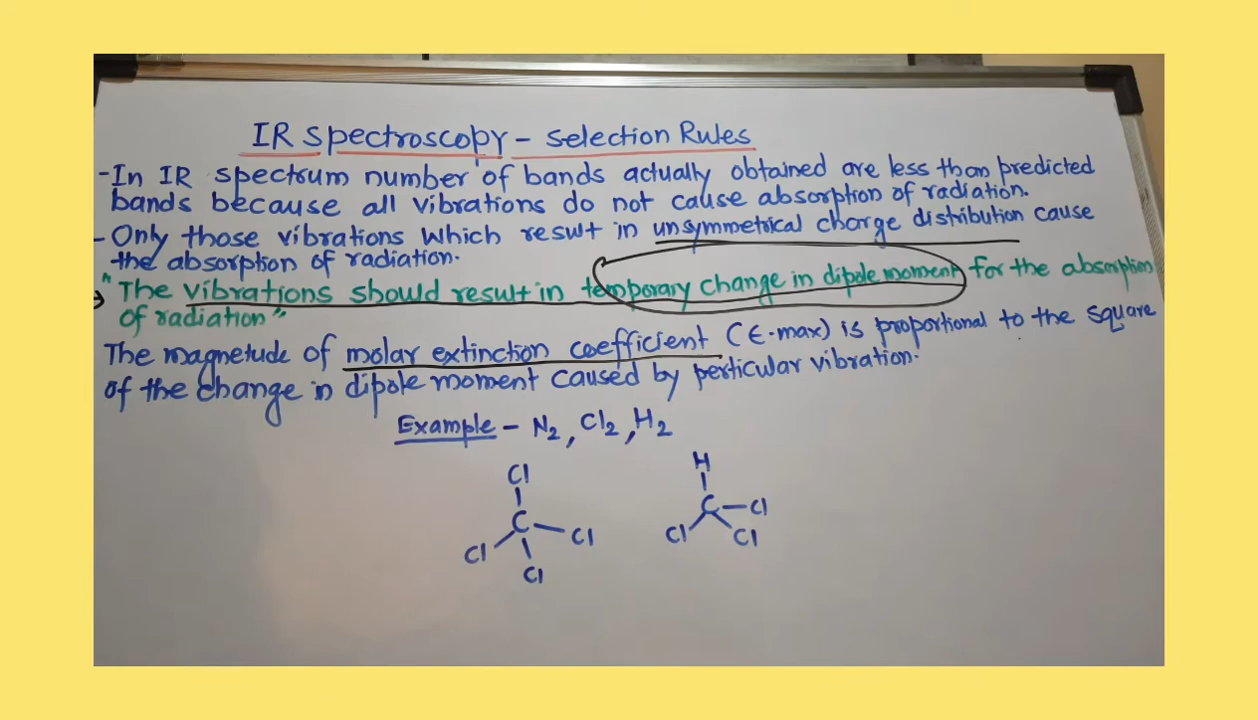 IR spectroscopy - selection Rules
-In IR spectrum number of bands actually obtained are less than predicted
bands because all vibrations do not cause absorption of radiation.
-Only those vibrations which result in unsymmetrical charge distribution cause
the absorption of radiation.
"The vibrations should result in temporary change in dipole moment for the absorption
of radiation"
The magnetude of molar extinction coefficient (ε·max) is proportional to the square
of the change in dipole moment caused by perticular vibration.
Example - N2, Cl2, H2
H
Cl
C Cl
C Cl
Cl Cl
Cl
Cl